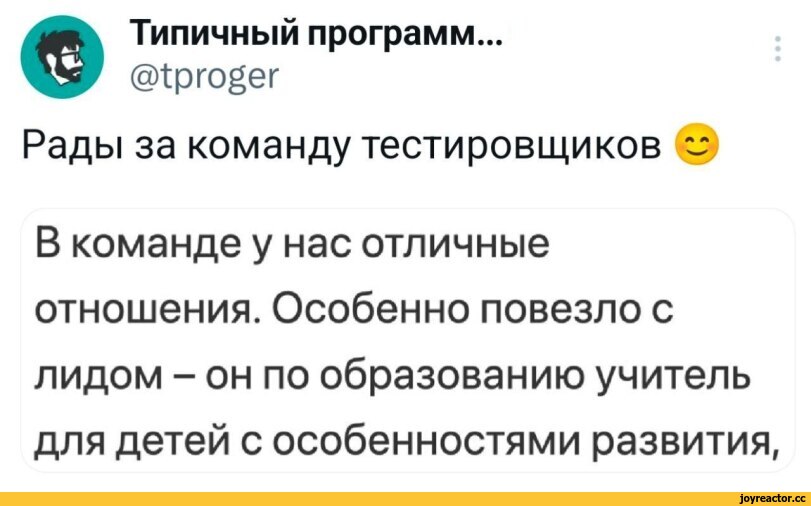 Типичный программ...
@tproger
Рады за команду тестировщиков 😊
В команде у нас отличные
отношения. Особенно повезло с
лидом – он по образованию учитель
для детей с особенностями развития,
joyreactor.cc